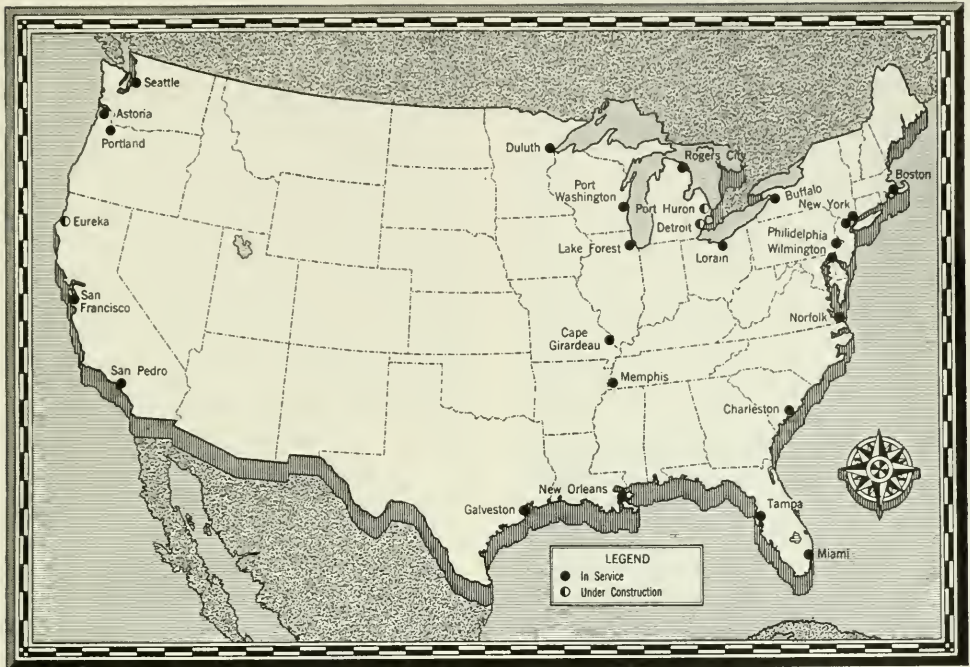 Seattle
Astoria
Portland
Duluth
Rogers City
Port
Washington
Port Huron
Detroit
Buffalo
Boston
New York
Eureka
Lake Forest
Lorain
Philidelphia
Wilmington
San
Francisco
Norfolk
Cape
Girardeau
San Pedro
Memphis
Charleston
New Orleans
Galveston
Tampa
Miami
LEGEND
In Service
Under Construction